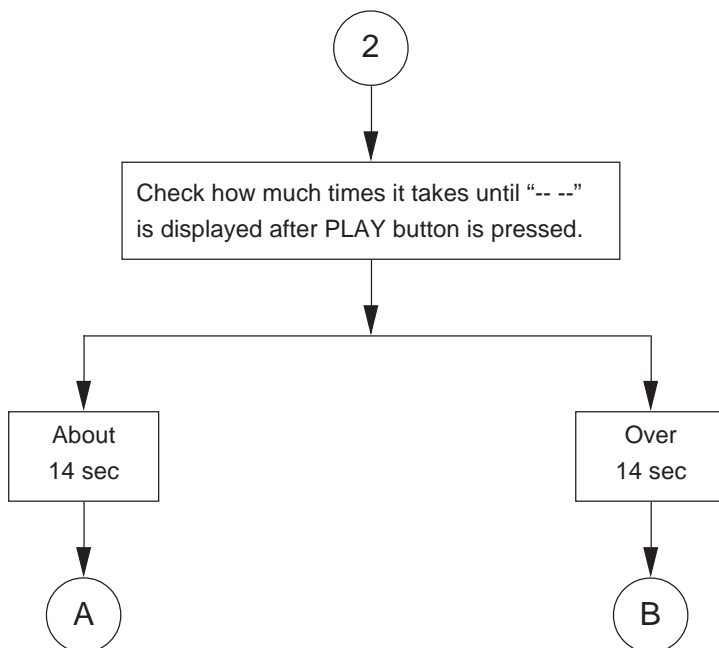 2
Check how much times it takes until “-- --”
is displayed after PLAY button is pressed.
About
14 sec
Over
14 sec
A
B